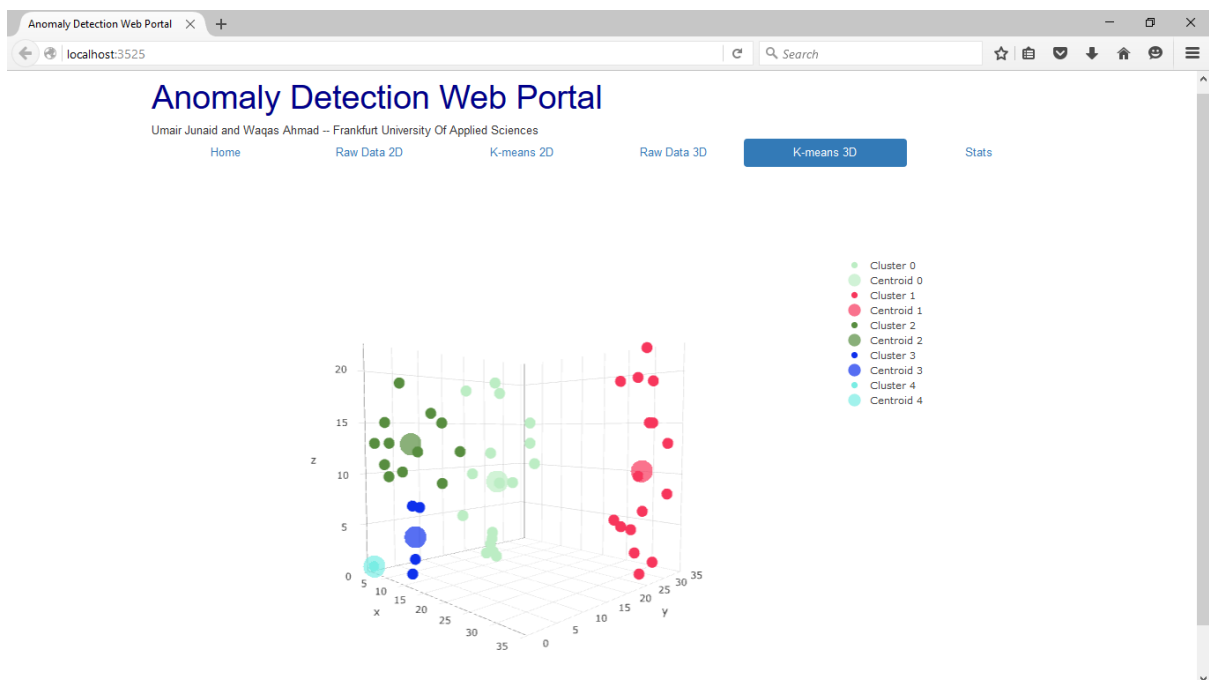 Anomaly Detection Web Portal
localhost:3525
Search
Anomaly Detection Web Portal
Umair Junaid and Waqas Ahmad -- Frankfurt University Of Applied Sciences
Home Raw Data 2D K-means 2D Raw Data 3D K-means 3D Stats
Cluster 0
Centroid 0
Cluster 1
Centroid 1
Cluster 2
Centroid 2
Cluster 3
Centroid 3
Cluster 4
Centroid 4
20
15
z
10
5
0
5
10
15
20
25
30
35
x
0
5
10
15
20
25
30
35
y